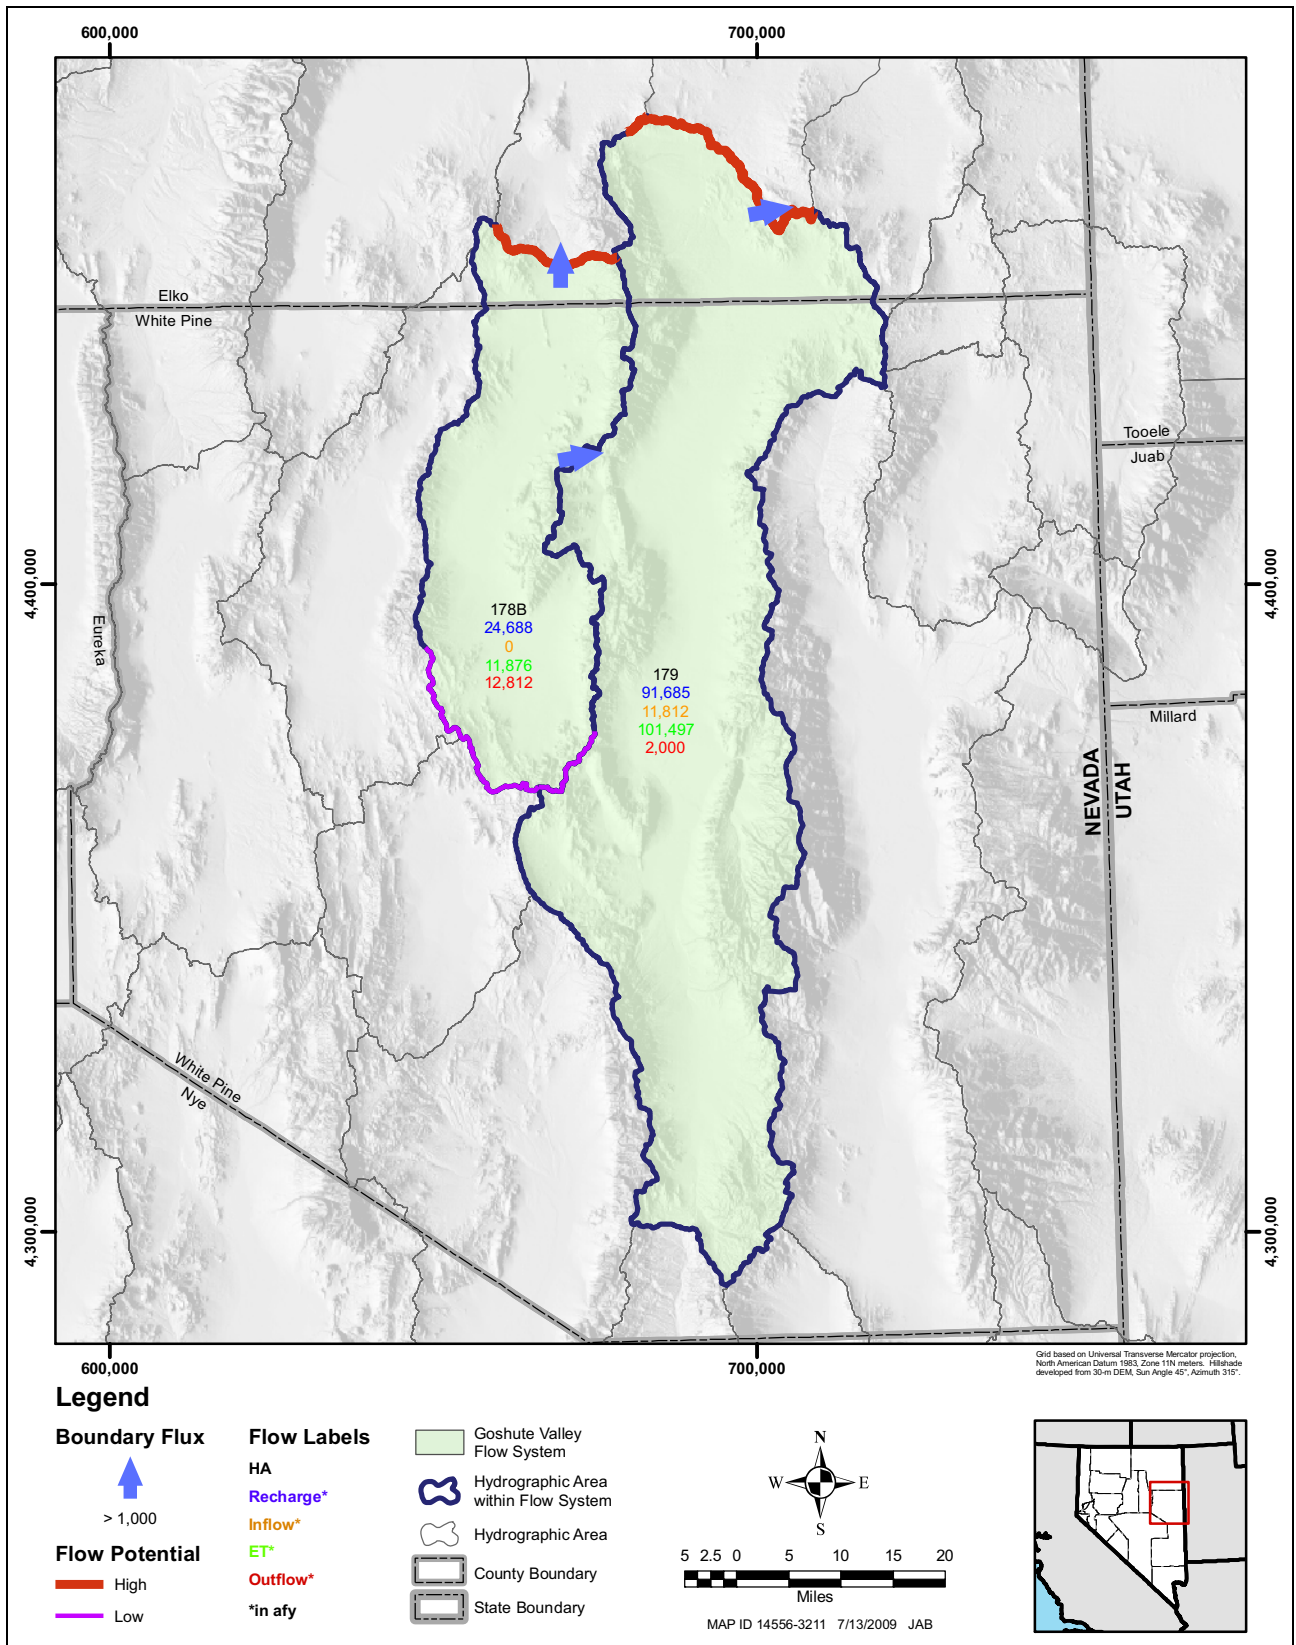 600,000
700,000
Elko
White Pine
Tooele
Juab
4,400,000
4,400,000
Eureka
178B
24,688
0
11,876
12,812
179
91,685
11,812
101,497
2,000
Millard
NEVADA
UTAH
White Pine
Nye
4,300,000
4,300,000
600,000
700,000
Grid based on Universal Transverse Mercator projection,
North American Datum 1983, Zone 11N meters. Hillshade
developed from 30-m DEM, Sun Angle 45°, Azimuth 315°.
Legend
Boundary Flux
> 1,000
Flow Potential
High
Low
Flow Labels
HA
Recharge*
Inflow*
ET*
Outflow*
*in afy
Goshute Valley
Flow System
Hydrographic Area
within Flow System
Hydrographic Area
County Boundary
State Boundary
N
W
E
S
5 2.5 0 5 10 15 20
Miles
MAP ID 14556-3211 7/13/2009 JAB